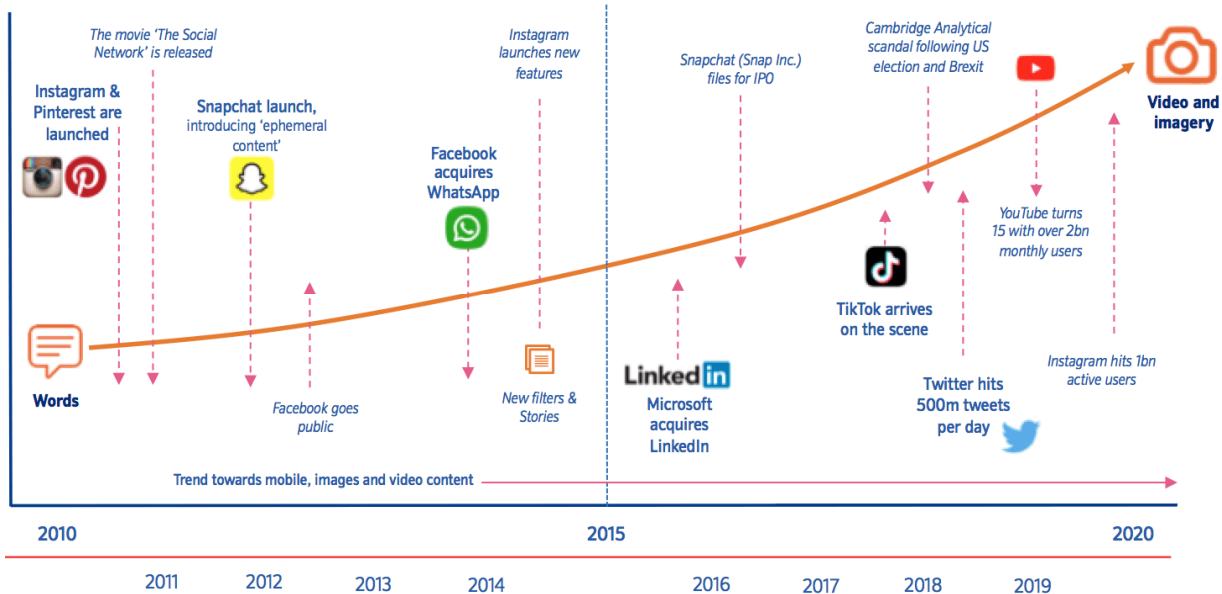 The movie 'The Social
Network' is released
Instagram &
Pinterest are
launched
Snapchat launch,
introducing 'ephemeral
content'
Facebook
acquires
WhatsApp
Instagram
launches new
features
Snapchat (Snap Inc.)
files for IPO
Cambridge Analytical
scandal following US
election and Brexit
Video and
imagery
YouTube turns
15 with over 2bn
monthly users
TikTok arrives
on the scene
Words
Facebook goes
public
New filters &
Stories
Linked in
Microsoft
acquires
LinkedIn
Twitter hits
500m tweets
per day
Instagram hits 1bn
active users
Trend towards mobile, images and video content
2010
2015
2020
2011
2012
2013
2014
2016
2017
2018
2019